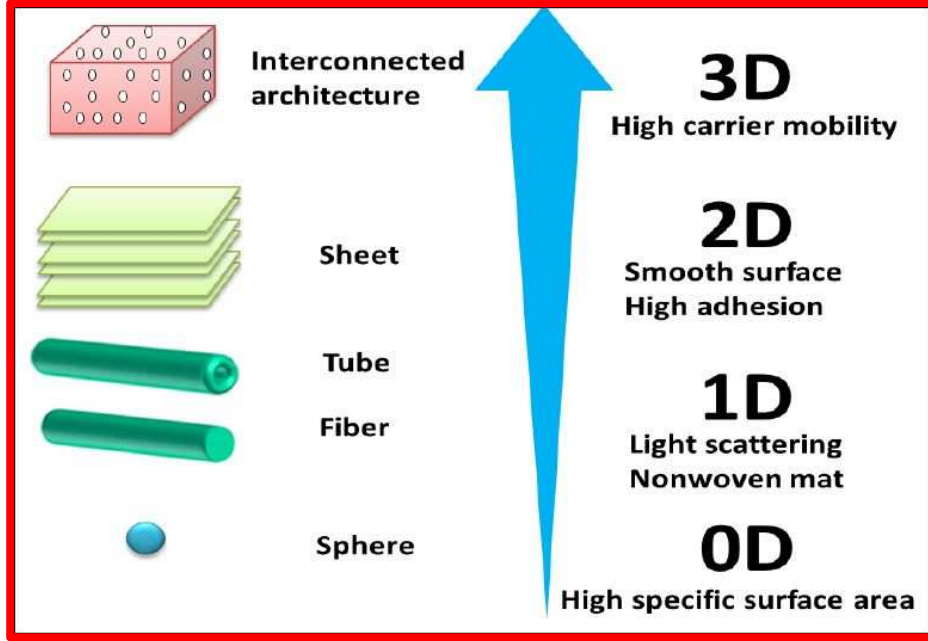 Interconnected
architecture
3D
High carrier mobility
Sheet
2D
Smooth surface
High adhesion
Tube
Fiber
1D
Light scattering
Nonwoven mat
Sphere
0D
High specific surface area